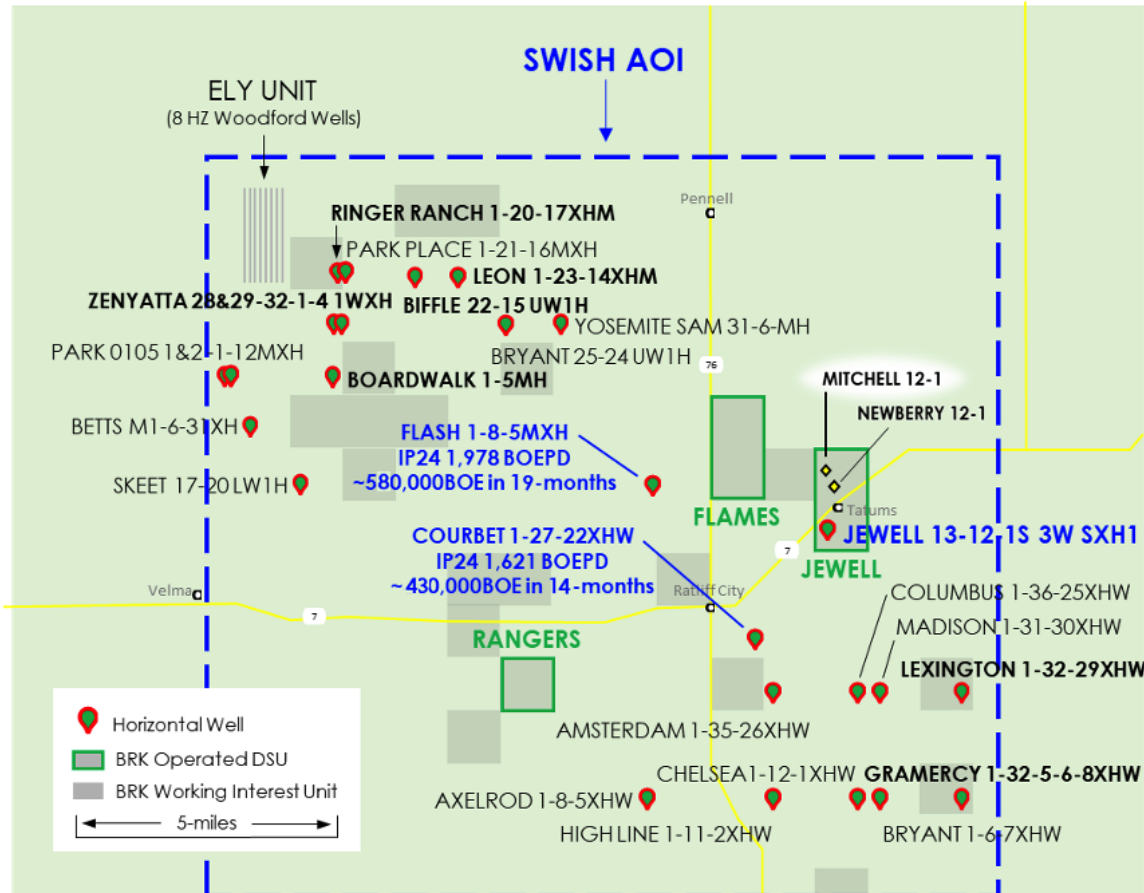 SWISH AOI
ELY UNIT
(8 HZ Woodford Wells)
Pennell
RINGER RANCH 1-20-17XHM
PARK PLACE 1-21-16MXH
LEON 1-23-14XHM
ZENYATTA 28&29-32-1-4 1WXH
BIFFLE 22-15 UW1H
YOSEMITE SAM 31-6-MH
PARK 0105 1&2-1-12MXH
BRYANT 25-24 UW1H
76
BOARDWALK 1-5MH
MITCHELL 12-1
NEWBERRY 12-1
BETTS M1-6-31XH
FLASH 1-8-5MXH
IP24 1,978 BOEPD
~580,000BOE in 19-months
SKEET 17-20 LW1H
FLAMES
Tatums
JEWELL 13-12-1S 3W SXH1
COURBET 1-27-22XHW
IP24 1,621 BOEPD
~430,000BOE in 14-months
7
JEWELL
Velma
Ratliff City
COLUMBUS 1-36-25XHW
7
MADISON 1-31-30XHW
RANGERS
LEXINGTON 1-32-29XHW
Horizontal Well
BRK Operated DSU
BRK Working Interest Unit
5-miles
AMSTERDAM 1-35-26XHW
CHELSEA 1-12-1XHW
GRAMERCY 1-32-5-6-8XHW
AXELROD 1-8-5XHW
HIGH LINE 1-11-2XHW
BRYANT 1-6-7XHW